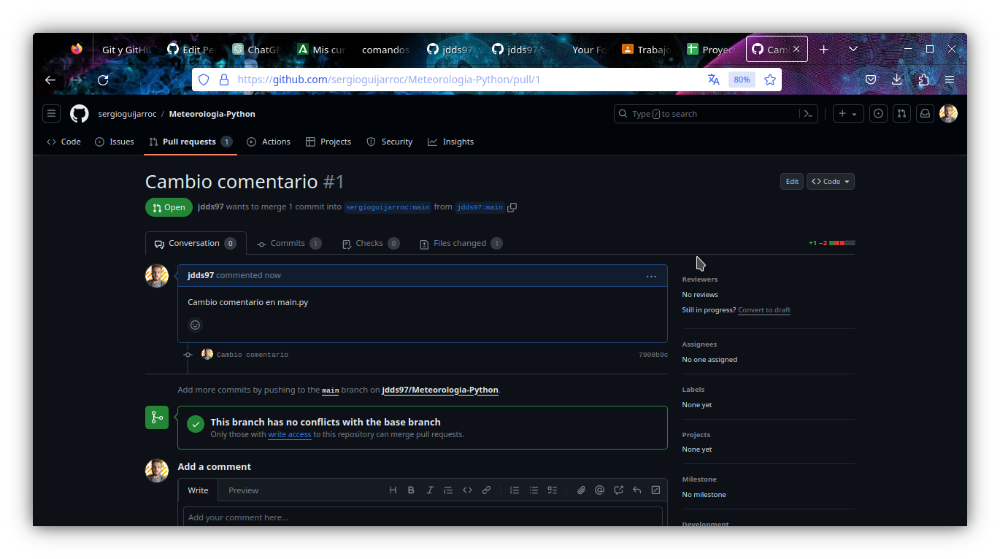 Git y GitHu Edit Pe ChatGP Mis cur comandos jdds97 jdds97 Your Fo Trabajo Proyec Cam
https://github.com/sergioguijarroc/Meteorologia-Python/pull/1 80%
sergioguijarroc / Meteorologia-Python Type / to search
Code Issues Pull requests 1 Actions Projects Security Insights
Cambio comentario #1 Edit Code
Open jdds97 wants to merge 1 commit into sergioguijarroc:main from jdds97:main
Conversation 0 Commits 1 Checks 0 Files changed 1 +1 −2
jdds97 commented now
Cambio comentario en main.py
Cambio comentario 7900b9c
Add more commits by pushing to the main branch on jdds97/Meteorologia-Python.
This branch has no conflicts with the base branch
Only those with write access to this repository can merge pull requests.
Add a comment
Write Preview
Add your comment here...
Reviewers
No reviews
Still in progress? Convert to draft
Assignees
No one assigned
Labels
None yet
Projects
None yet
Milestone
No milestone
Development